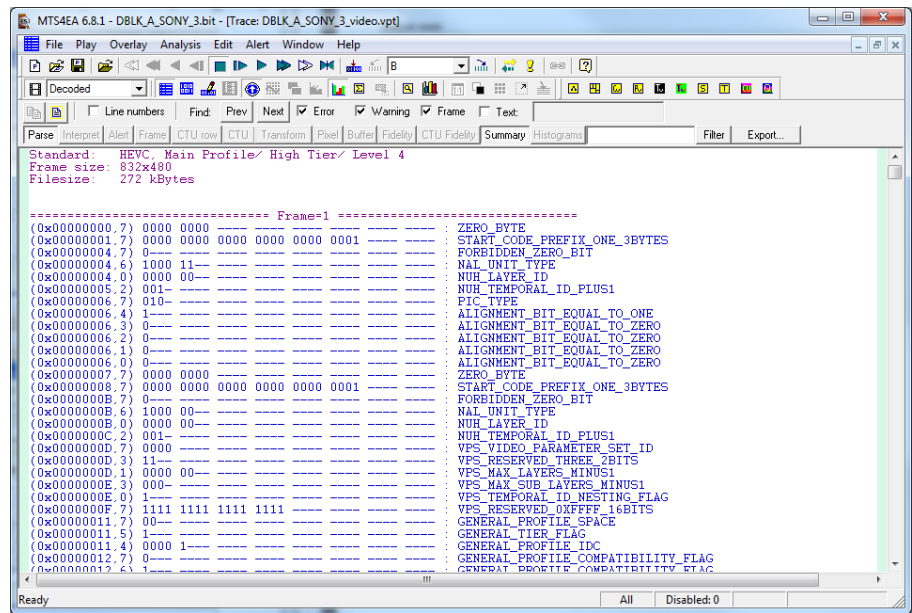 MTS4EA 6.8.1 - DBLK_A_SONY_3.bit - [Trace: DBLK_A_SONY_3_video.vpt]
File Play Overlay Analysis Edit Alert Window Help
B
Decoded
Line numbers Find: Prev Next Error Warning Frame Text:
Parse Interpret Alert Frame CTU row CTU Transform Pixel Buffer Fidelity CTU Fidelity Summary Histograms Filter Export...
Standard: HEVC, Main Profile/ High Tier/ Level 4
Frame size: 832x480
Filesize: 272 kBytes
================================ Frame=1 ================================
(0x00000000,7) 0000 0000 ---- ---- ---- ---- ---- ---- : ZERO_BYTE
(0x00000001,7) 0000 0000 0000 0000 0000 0001 ---- ---- : START_CODE_PREFIX_ONE_3BYTES
(0x00000004,7) 0--- ---- ---- ---- ---- ---- ---- ---- : FORBIDDEN_ZERO_BIT
(0x00000004,6) 1000 11-- ---- ---- ---- ---- ---- ---- : NAL_UNIT_TYPE
(0x00000004,0) 0000 00-- ---- ---- ---- ---- ---- ---- : NUH_LAYER_ID
(0x00000005,2) 001- ---- ---- ---- ---- ---- ---- ---- : NUH_TEMPORAL_ID_PLUS1
(0x00000006,7) 010- ---- ---- ---- ---- ---- ---- ---- : PIC_TYPE
(0x00000006,4) 1--- ---- ---- ---- ---- ---- ---- ---- : ALIGNMENT_BIT_EQUAL_TO_ONE
(0x00000006,3) 0--- ---- ---- ---- ---- ---- ---- ---- : ALIGNMENT_BIT_EQUAL_TO_ZERO
(0x00000006,2) 0--- ---- ---- ---- ---- ---- ---- ---- : ALIGNMENT_BIT_EQUAL_TO_ZERO
(0x00000006,1) 0--- ---- ---- ---- ---- ---- ---- ---- : ALIGNMENT_BIT_EQUAL_TO_ZERO
(0x00000006,0) 0--- ---- ---- ---- ---- ---- ---- ---- : ALIGNMENT_BIT_EQUAL_TO_ZERO
(0x00000007,7) 0000 0000 ---- ---- ---- ---- ---- ---- : ZERO_BYTE
(0x00000008,7) 0000 0000 0000 0000 0000 0001 ---- ---- : START_CODE_PREFIX_ONE_3BYTES
(0x0000000B,7) 0--- ---- ---- ---- ---- ---- ---- ---- : FORBIDDEN_ZERO_BIT
(0x0000000B,6) 1000 00-- ---- ---- ---- ---- ---- ---- : NAL_UNIT_TYPE
(0x0000000B,0) 0000 00-- ---- ---- ---- ---- ---- ---- : NUH_LAYER_ID
(0x0000000C,2) 001- ---- ---- ---- ---- ---- ---- ---- : NUH_TEMPORAL_ID_PLUS1
(0x0000000D,7) 0000 ---- ---- ---- ---- ---- ---- ---- : VPS_VIDEO_PARAMETER_SET_ID
(0x0000000D,3) 11-- ---- ---- ---- ---- ---- ---- ---- : VPS_RESERVED_THREE_2BITS
(0x0000000D,1) 0000 00-- ---- ---- ---- ---- ---- ---- : VPS_MAX_LAYERS_MINUS1
(0x0000000E,3) 000- ---- ---- ---- ---- ---- ---- ---- : VPS_MAX_SUB_LAYERS_MINUS1
(0x0000000E,0) 1--- ---- ---- ---- ---- ---- ---- ---- : VPS_TEMPORAL_ID_NESTING_FLAG
(0x0000000F,7) 1111 1111 1111 1111 ---- ---- ---- ---- : VPS_RESERVED_0XFFFF_16BITS
(0x00000011,7) 00-- ---- ---- ---- ---- ---- ---- ---- : GENERAL_PROFILE_SPACE
(0x00000011,5) 1--- ---- ---- ---- ---- ---- ---- ---- : GENERAL_TIER_FLAG
(0x00000011,4) 0000 1--- ---- ---- ---- ---- ---- ---- : GENERAL_PROFILE_IDC
(0x00000012,7) 0--- ---- ---- ---- ---- ---- ---- ---- : GENERAL_PROFILE_COMPATIBILITY_FLAG
(0x00000012,6) 1--- ---- ---- ---- ---- ---- ---- ---- : GENERAL_PROFILE_COMPATIBILITY_FLAG
Ready All Disabled: 0